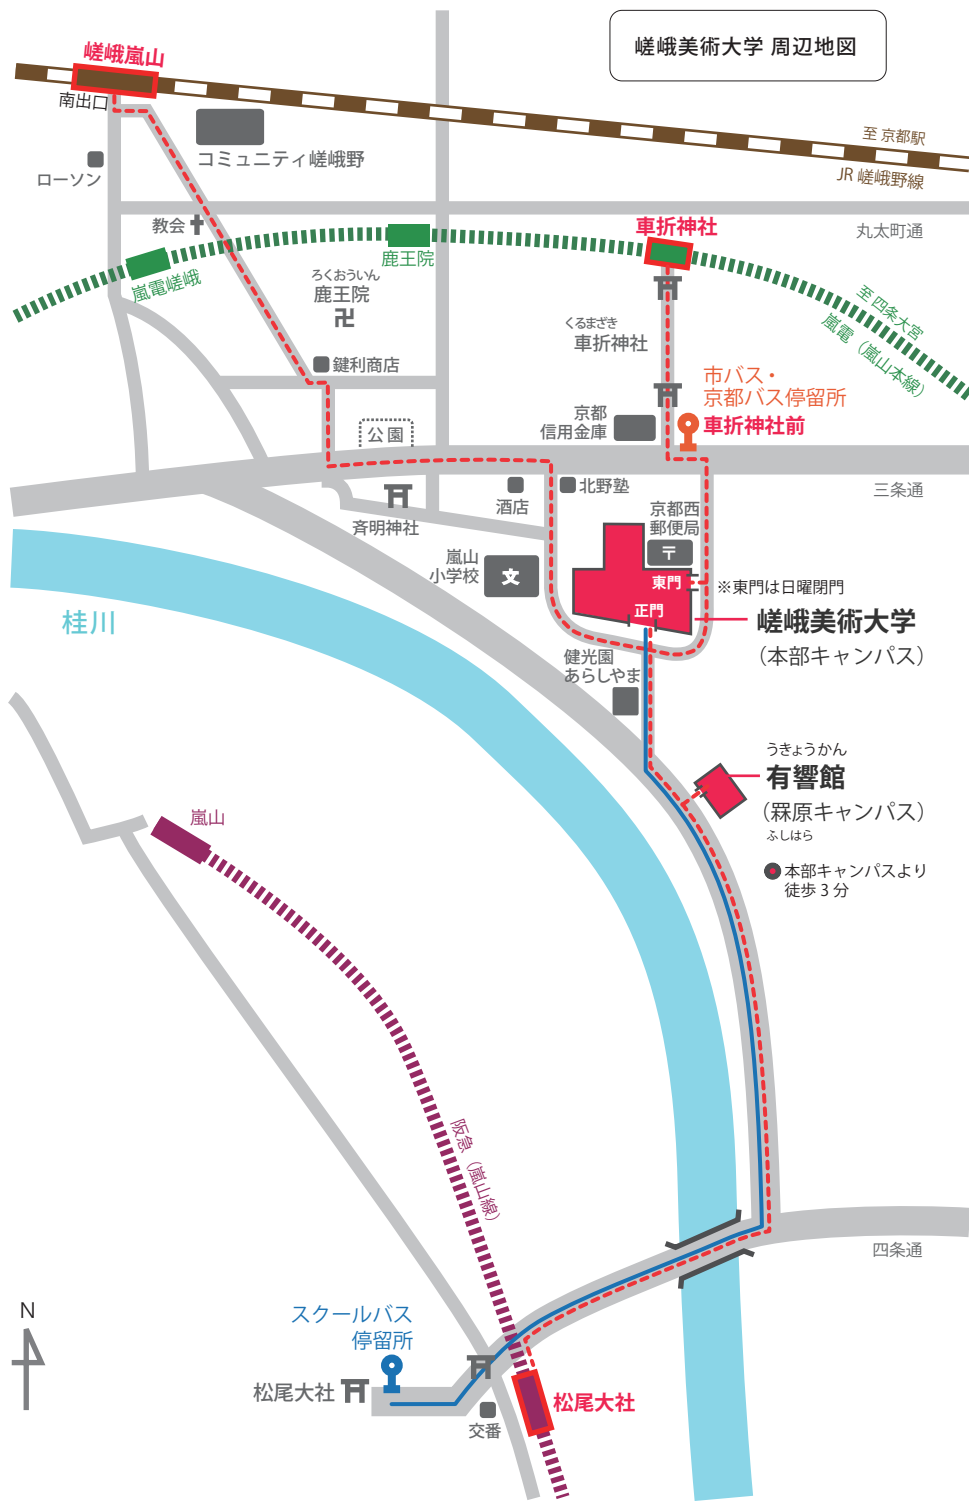 嵯峨美術大学 周辺地図
嵯峨嵐山
南出口
コミュニティ嵯峨野
ローソン
至 京都駅
JR 嵯峨野線
丸太町通
教会
車折神社
鹿王院
嵐電嵯峨
ろくおういん
鹿王院
卍
至 四条大宮
嵐電（嵐山本線）
くるまざき
車折神社
鍵利商店
市バス・
京都バス停留所
車折神社前
京都
信用金庫
公園
三条通
酒店
北野塾
斉明神社
京都西
郵便局
〒
嵐山
小学校
文
東門
※東門は日曜閉門
正門
嵯峨美術大学
（本部キャンパス）
桂川
健光園
あらしやま
うきょうかん
有響館
（罧原キャンパス）
ふしはら
本部キャンパスより
徒歩 3 分
嵐山
阪急（嵐山線）
四条通
N
スクールバス
停留所
松尾大社
松尾大社
交番